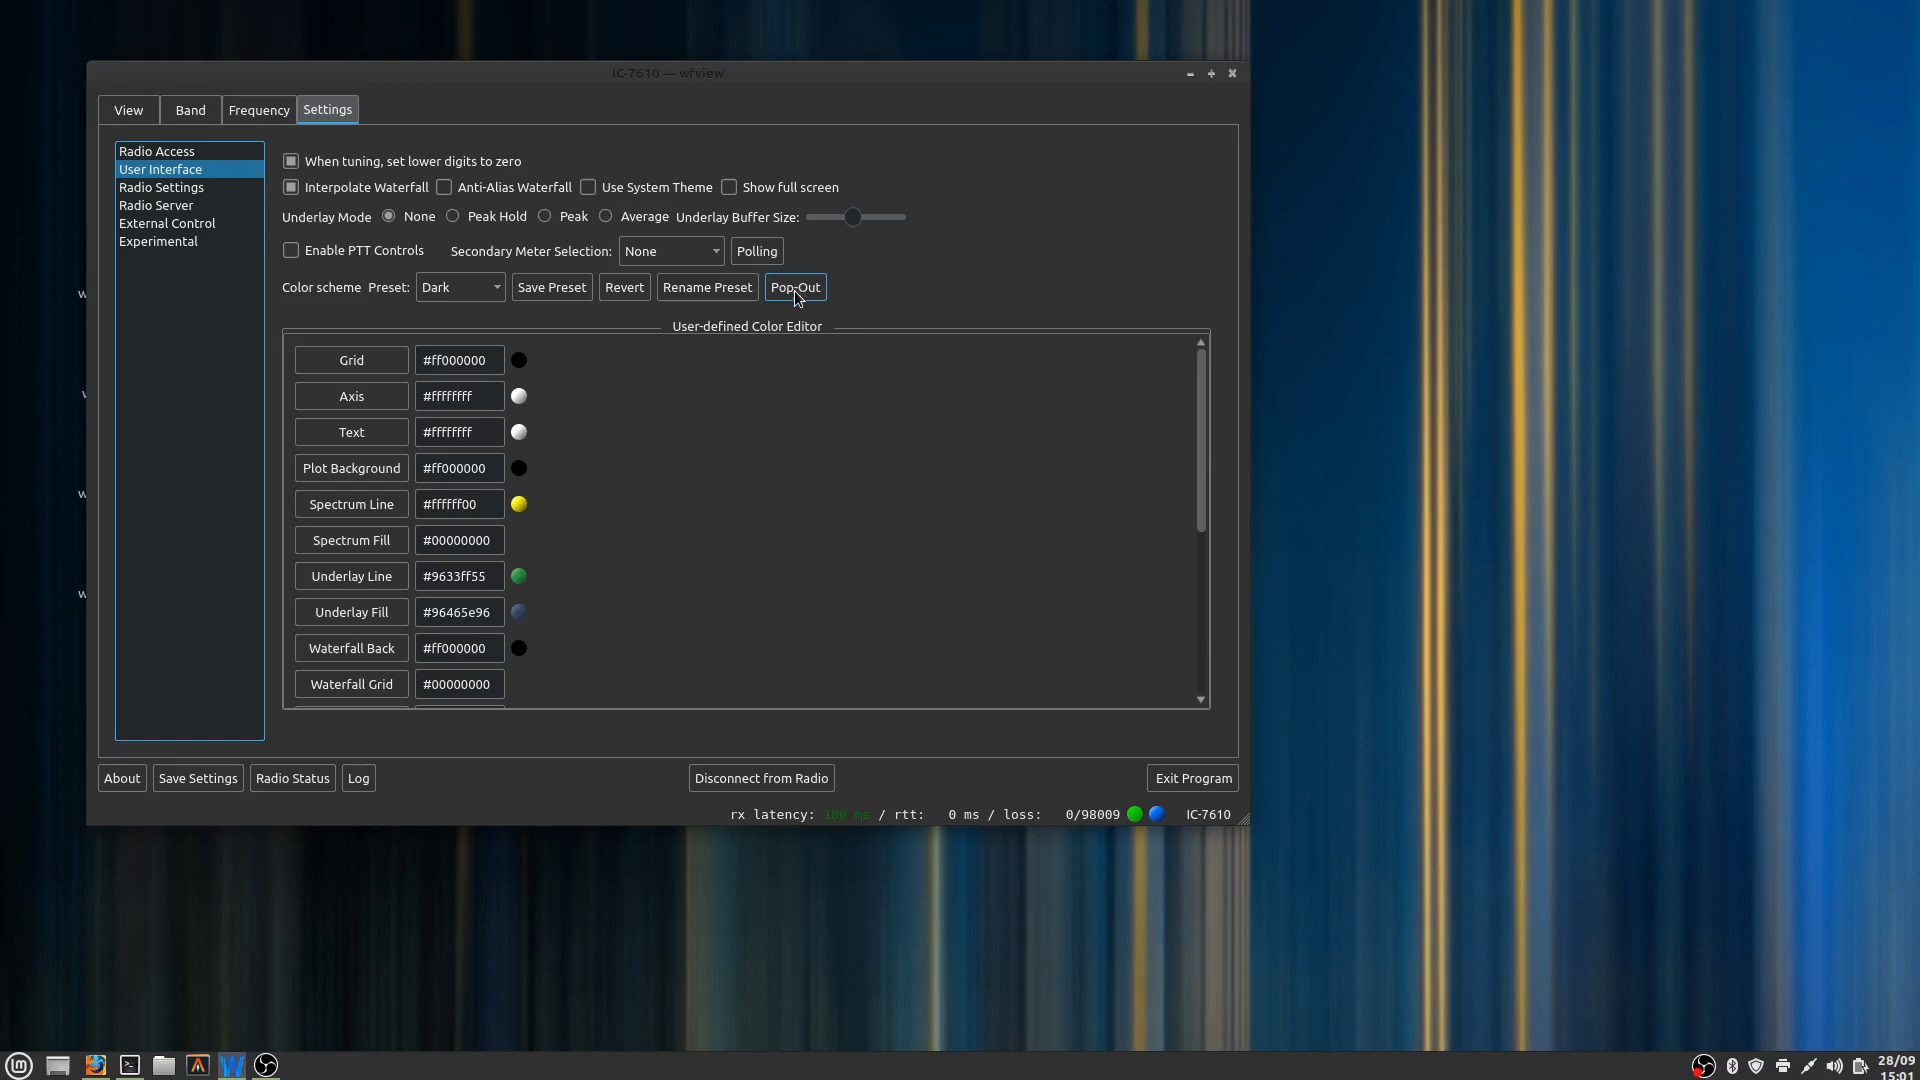 IC-7610 — wfview
View Band Frequency Settings
Radio Access
User Interface
Radio Settings
Radio Server
External Control
Experimental
When tuning, set lower digits to zero
Interpolate Waterfall Anti-Alias Waterfall Use System Theme Show full screen
Underlay Mode None Peak Hold Peak Average Underlay Buffer Size:
Enable PTT Controls Secondary Meter Selection: None Polling
Color scheme Preset: Dark Save Preset Revert Rename Preset Pop-Out
User-defined Color Editor
Grid #ff000000
Axis #ffffffff
Text #ffffffff
Plot Background #ff000000
Spectrum Line #ffffff00
Spectrum Fill #00000000
Underlay Line #9633ff55
Underlay Fill #96465e96
Waterfall Back #ff000000
Waterfall Grid #00000000
w
w
w
w
About Save Settings Radio Status Log Disconnect from Radio Exit Program
rx latency: 180 ms / rtt: 0 ms / loss: 0/98009 IC-7610
28/09
15:01